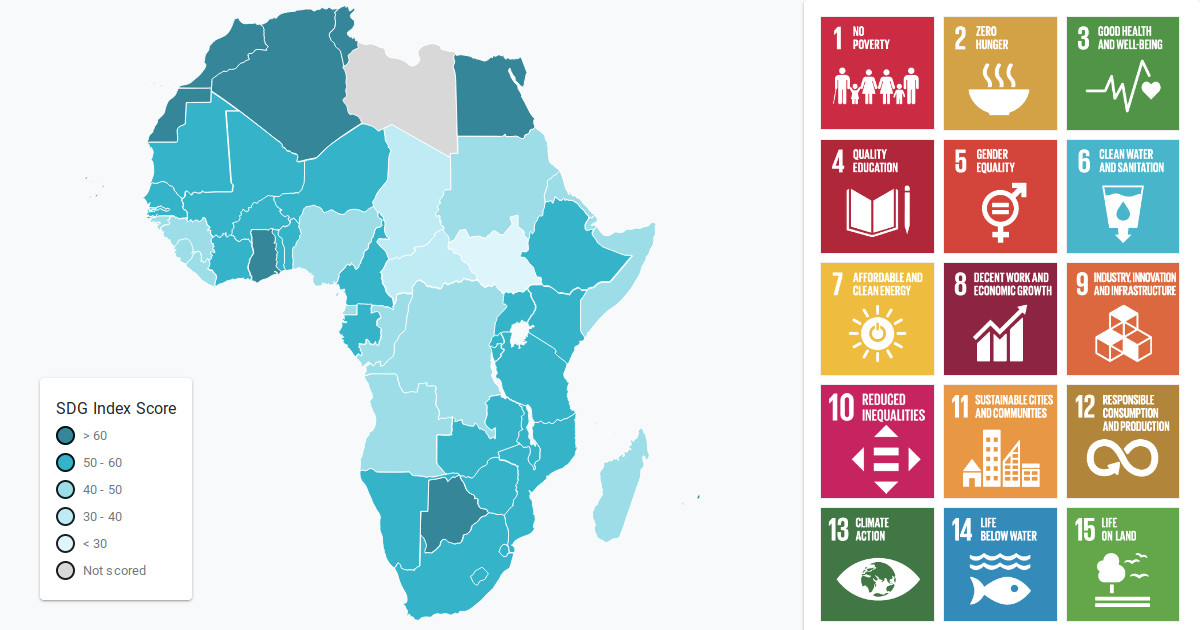 SDG Index Score
> 60
50 - 60
40 - 50
30 - 40
< 30
Not scored
1 NO
POVERTY
2 ZERO
HUNGER
3 GOOD HEALTH
AND WELL-BEING
4 QUALITY
EDUCATION
5 GENDER
EQUALITY
6 CLEAN WATER
AND SANITATION
7 AFFORDABLE AND
CLEAN ENERGY
8 DECENT WORK AND
ECONOMIC GROWTH
9 INDUSTRY, INNOVATION
AND INFRASTRUCTURE
10 REDUCED
INEQUALITIES
11 SUSTAINABLE CITIES
AND COMMUNITIES
12 RESPONSIBLE
CONSUMPTION
AND PRODUCTION
13 CLIMATE
ACTION
14 LIFE
BELOW WATER
15 LIFE
ON LAND